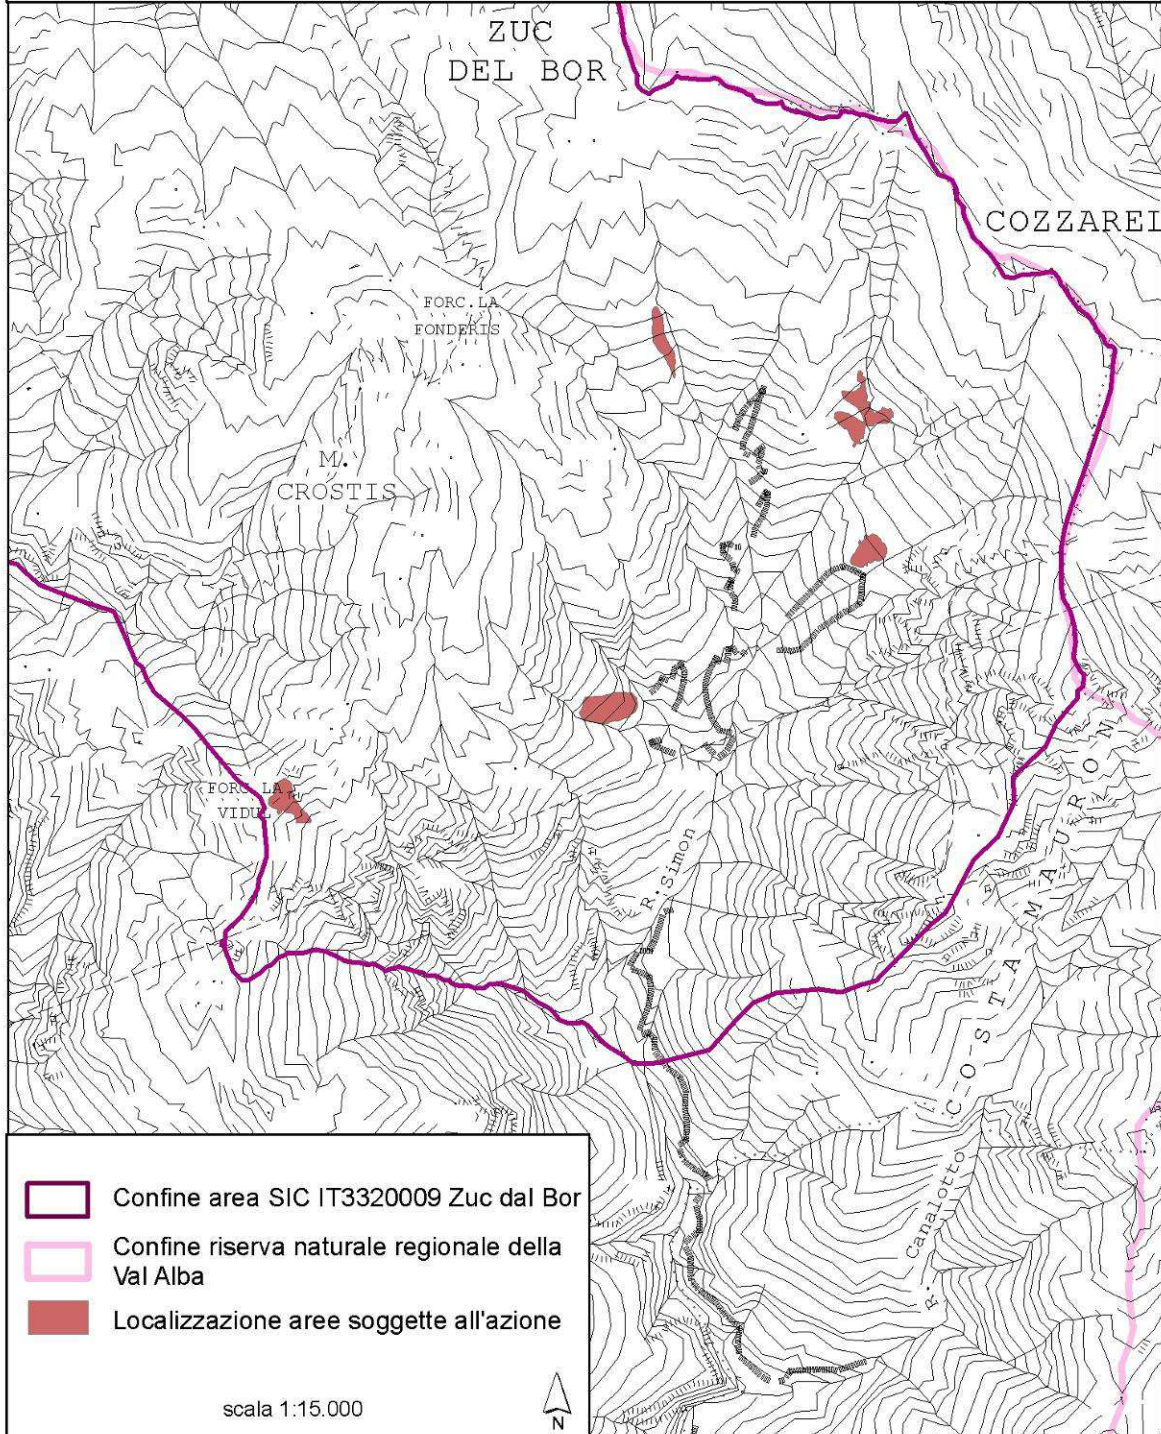 ZUC
DEL BOR
COZZAREL
FORC.LA
FONDERIS
M.
CROSTIS
FORC.LA
VIDUL
R. Simon
COSTA MAURON
R. Canalotto
Confine area SIC IT3320009 Zuc dal Bor
Confine riserva naturale regionale della
Val Alba
Localizzazione aree soggette all'azione
scala 1:15.000
N